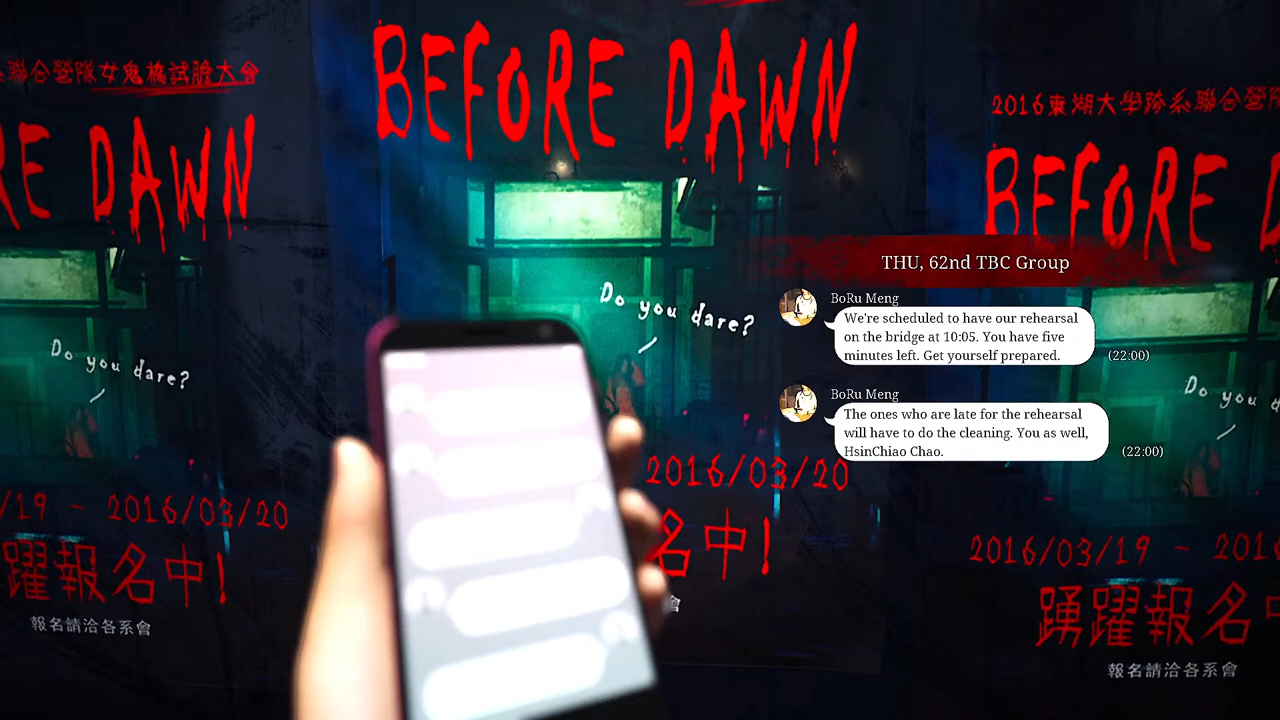 聯合營隊女鬼橋試膽大會
RE DAWN
Do you dare?
/19 - 2016/03/20
躍報名中!
報名請洽各系會
BEFORE DAWN
Do you dare?
2016/03/20
名中!
會
2016東湖大學跨系聯合營
BEFORE D
Do you d
2016/03/19 - 201
踴躍報名中
報名請洽各系會
THU, 62nd TBC Group
BoRu Meng
We're scheduled to have our rehearsal
on the bridge at 10:05. You have five
minutes left. Get yourself prepared.
(22:00)
BoRu Meng
The ones who are late for the rehearsal
will have to do the cleaning. You as well,
HsinChiao Chao.
(22:00)